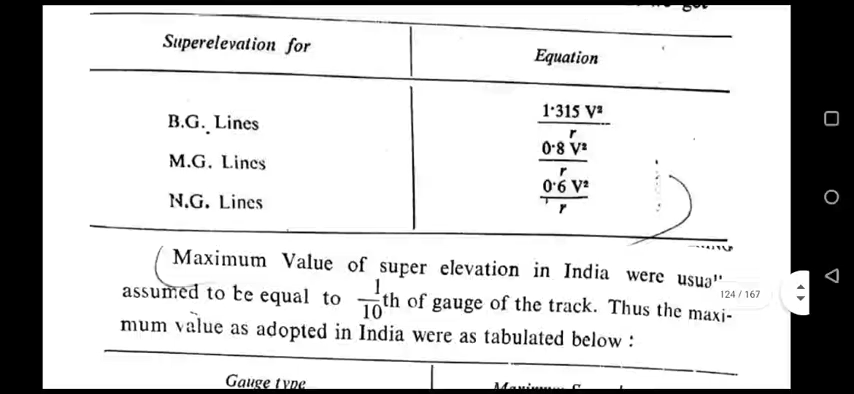 Superelevation for Equation
B.G. Lines 1·315 V² / r
M.G. Lines 0·8 V² / r
N.G. Lines 0·6 V² / r
Maximum Value of super elevation in India were
assumed to be equal to 1/10 th of gauge of the track. Thus the maxi-
mum value as adopted in India were as tabulated below :
Gauge type
124 / 167